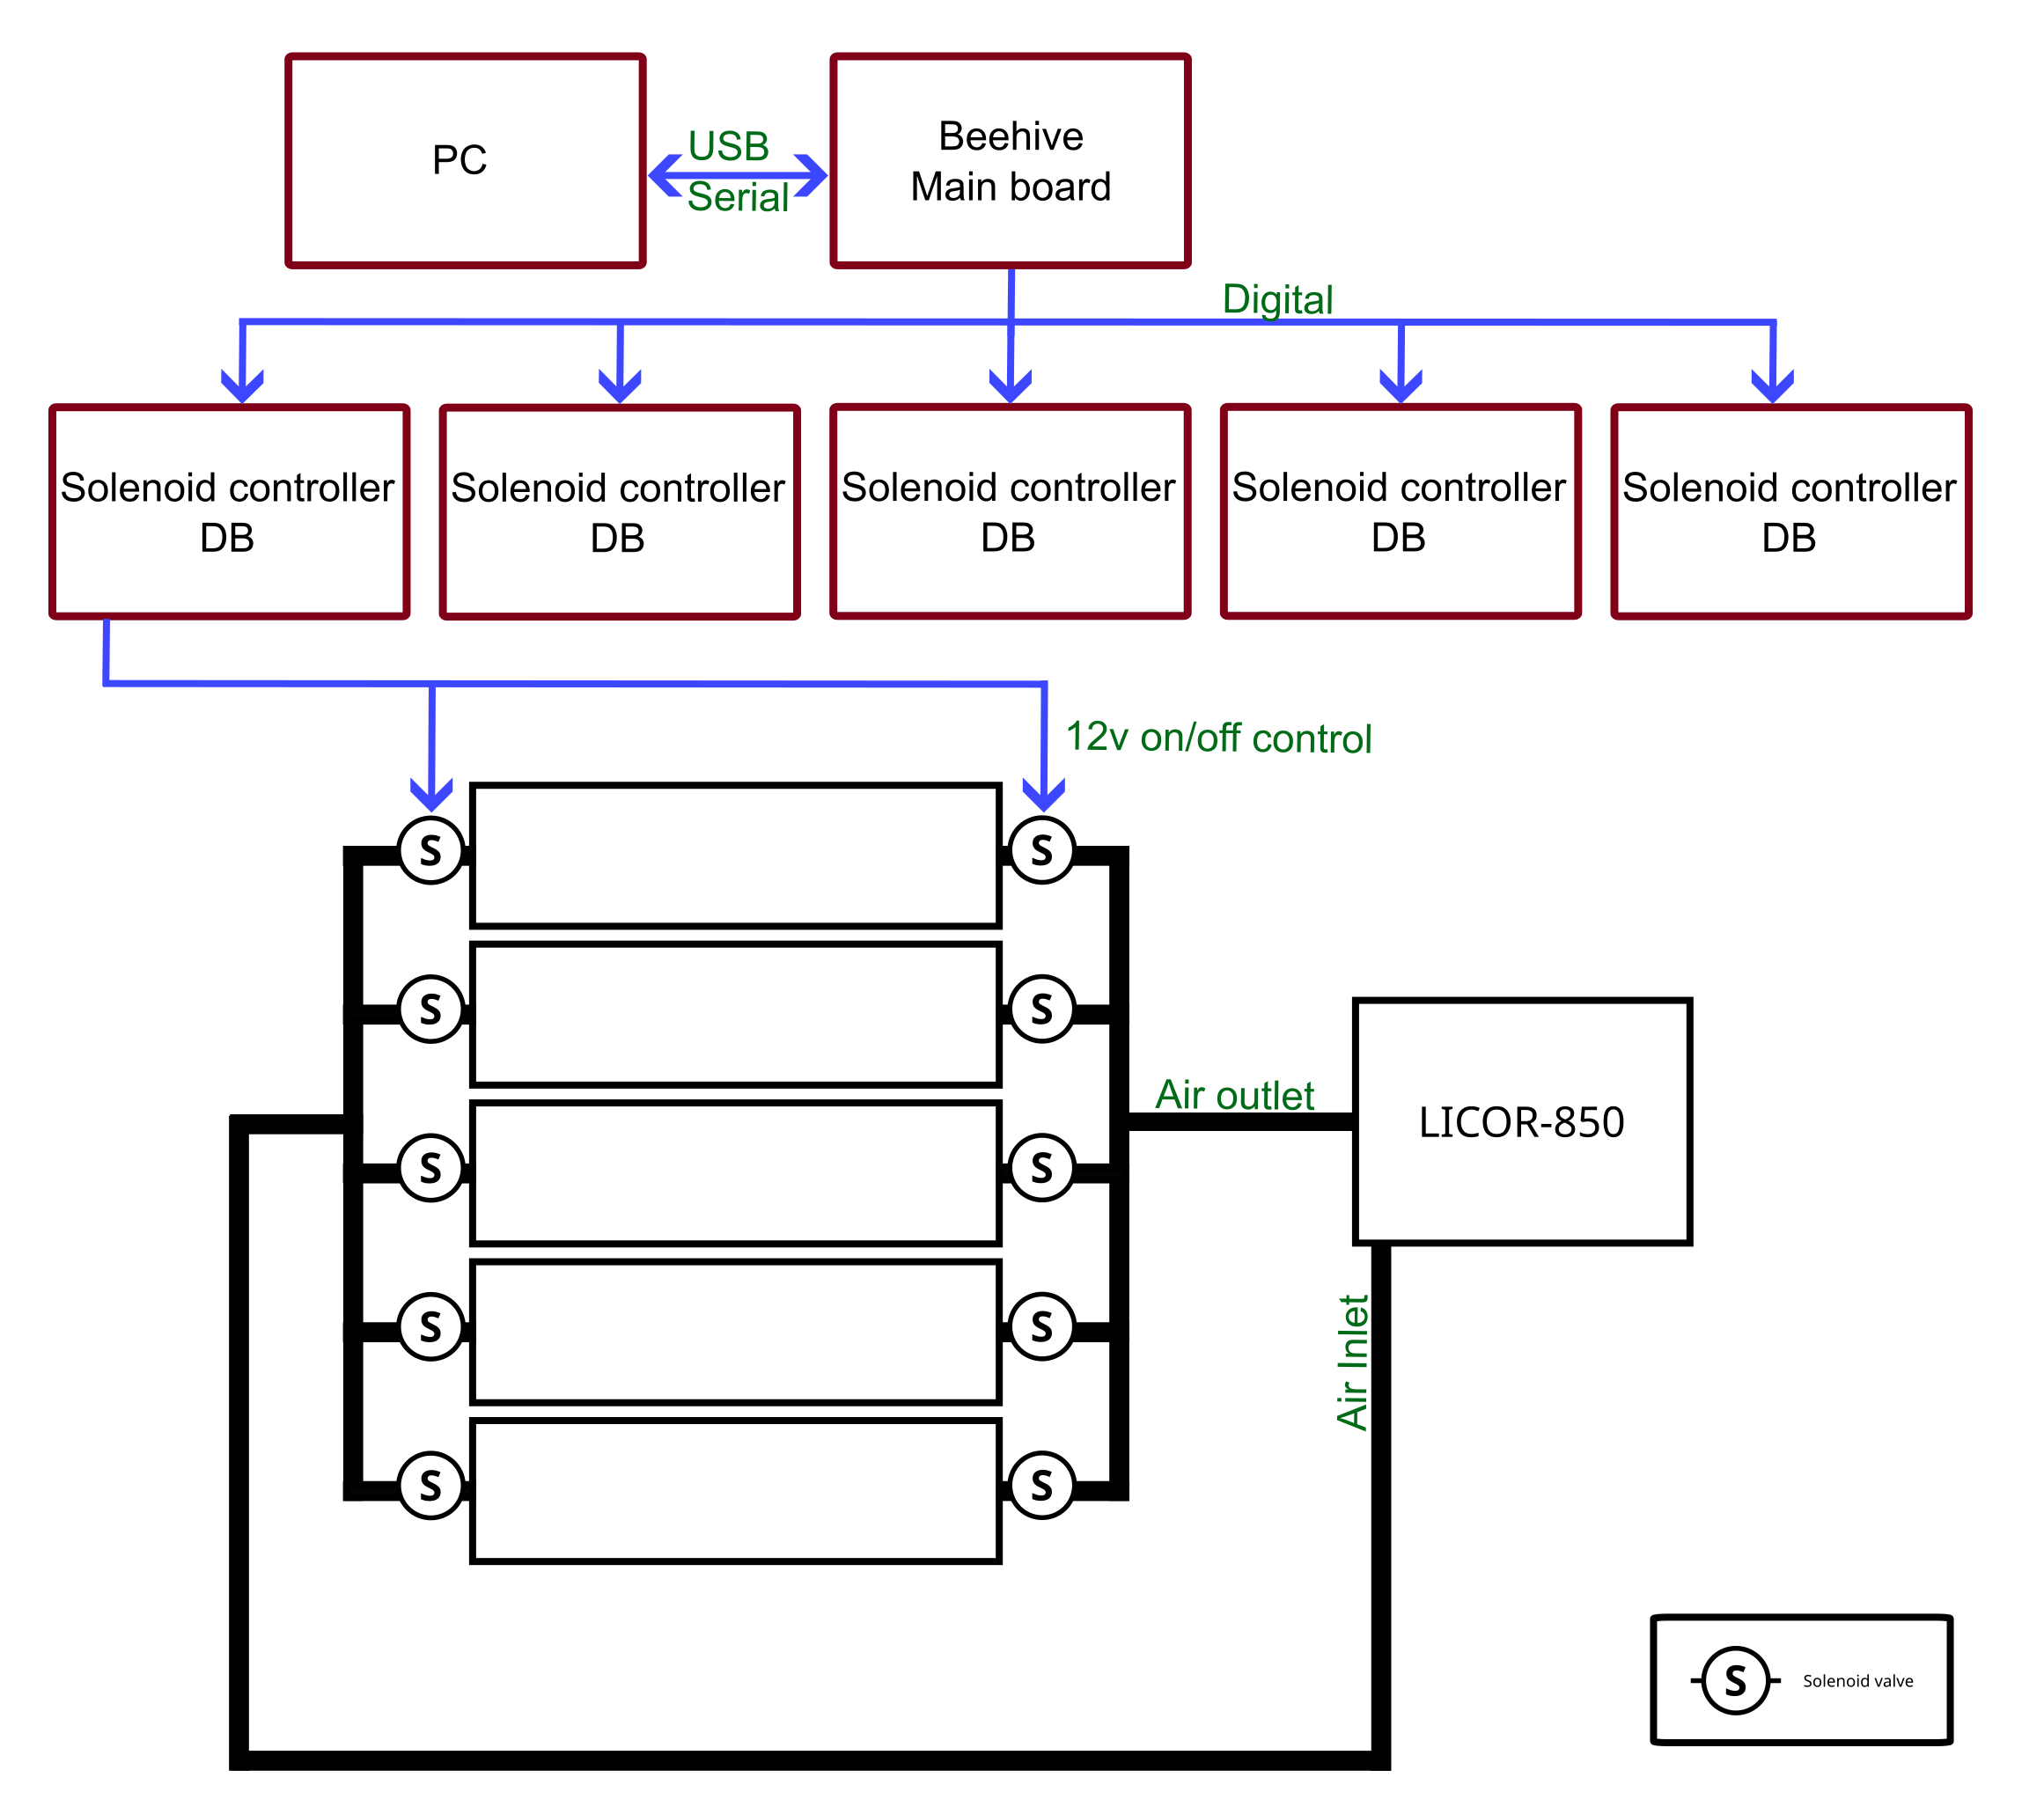 PC
USB
Serial
Beehive
Main board
Digital
Solenoid controller
DB
Solenoid controller
DB
Solenoid controller
DB
Solenoid controller
DB
Solenoid controller
DB
12v on/off control
S
S
S
S
S
S
S
S
S
S
Air outlet
LICOR-850
Air Inlet
S
Solenoid valve